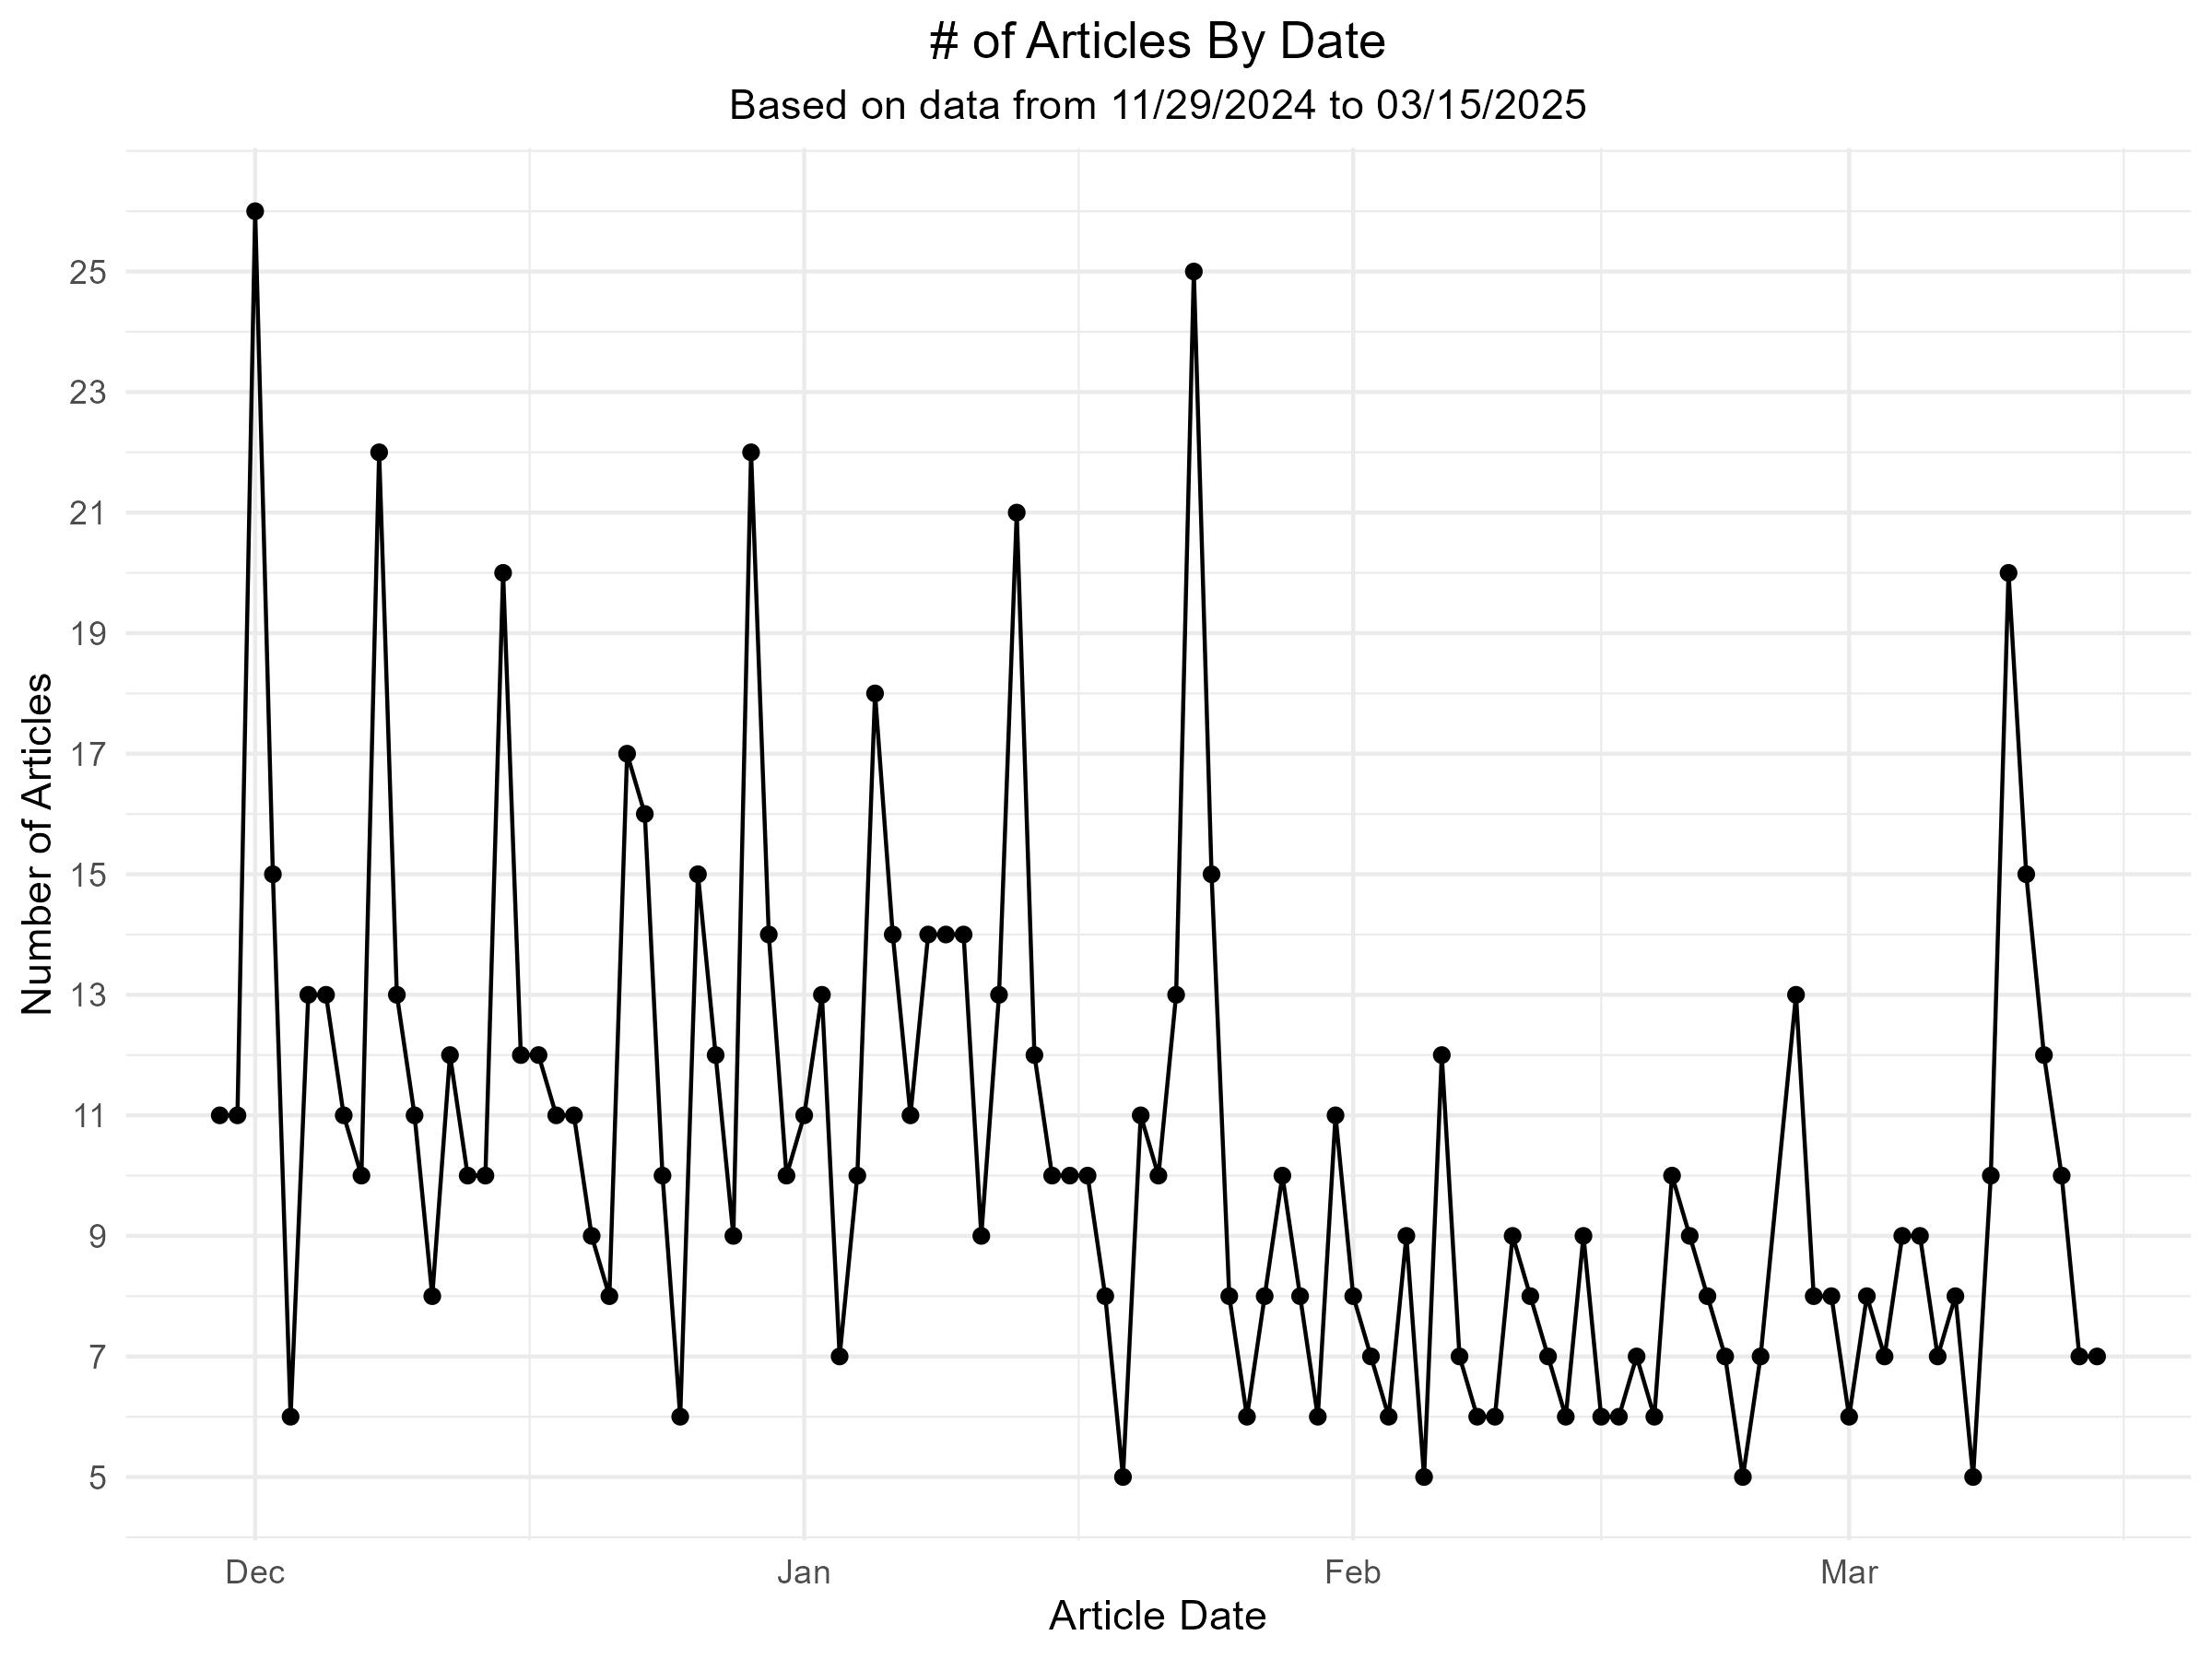 # of Articles By Date
Based on data from 11/29/2024 to 03/15/2025
Number of Articles
25
23
21
19
17
15
13
11
9
7
5
Dec
Jan
Feb
Mar
Article Date